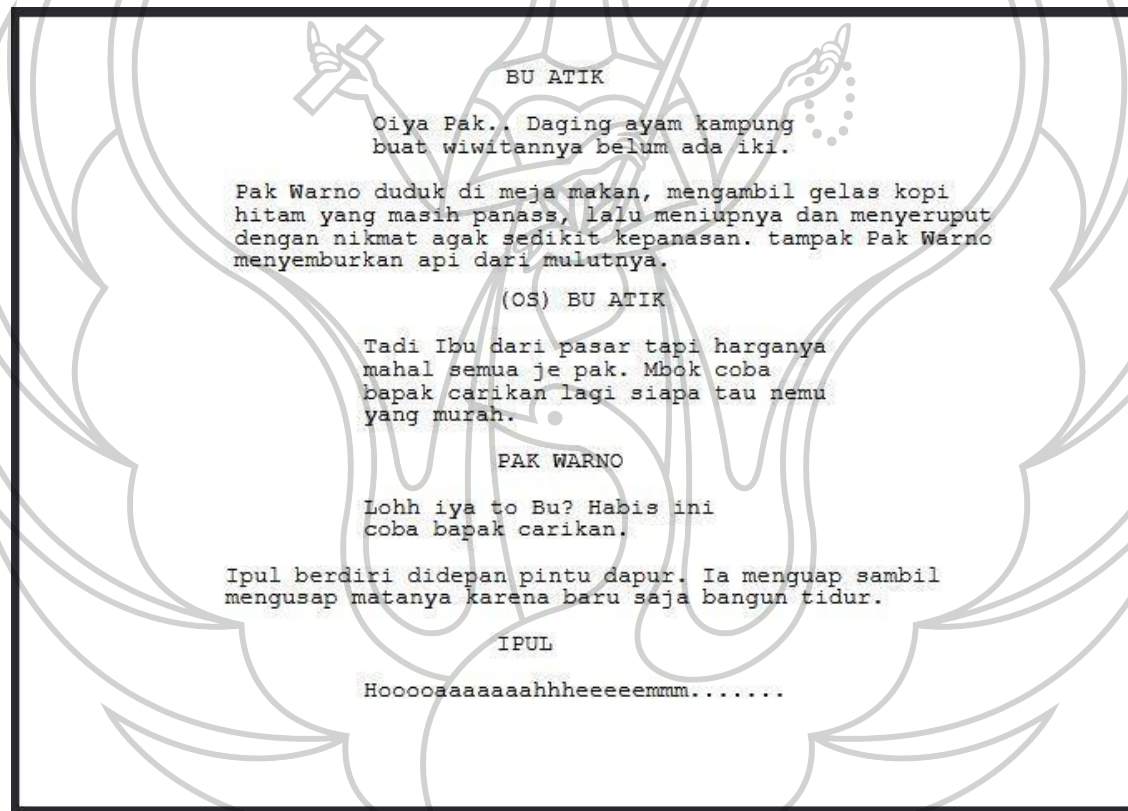 BU ATIK
Oiya Pak.. Daging ayam kampung
buat wiwitannya belum ada iki.
Pak Warno duduk di meja makan, mengambil gelas kopi
hitam yang masih panass, lalu meniupnya dan menyeruput
dengan nikmat agak sedikit kepanasan. tampak Pak Warno
menyemburkan api dari mulutnya.
(OS) BU ATIK
Tadi Ibu dari pasar tapi harganya
mahal semua je pak. Mbok coba
bapak carikan lagi siapa tau nemu
yang murah.
PAK WARNO
Lohh iya to Bu? Habis ini
coba bapak carikan.
Ipul berdiri didepan pintu dapur. Ia menguap sambil
mengusap matanya karena baru saja bangun tidur.
IPUL
Hooooaaaaaaahhheeeeemmm.......